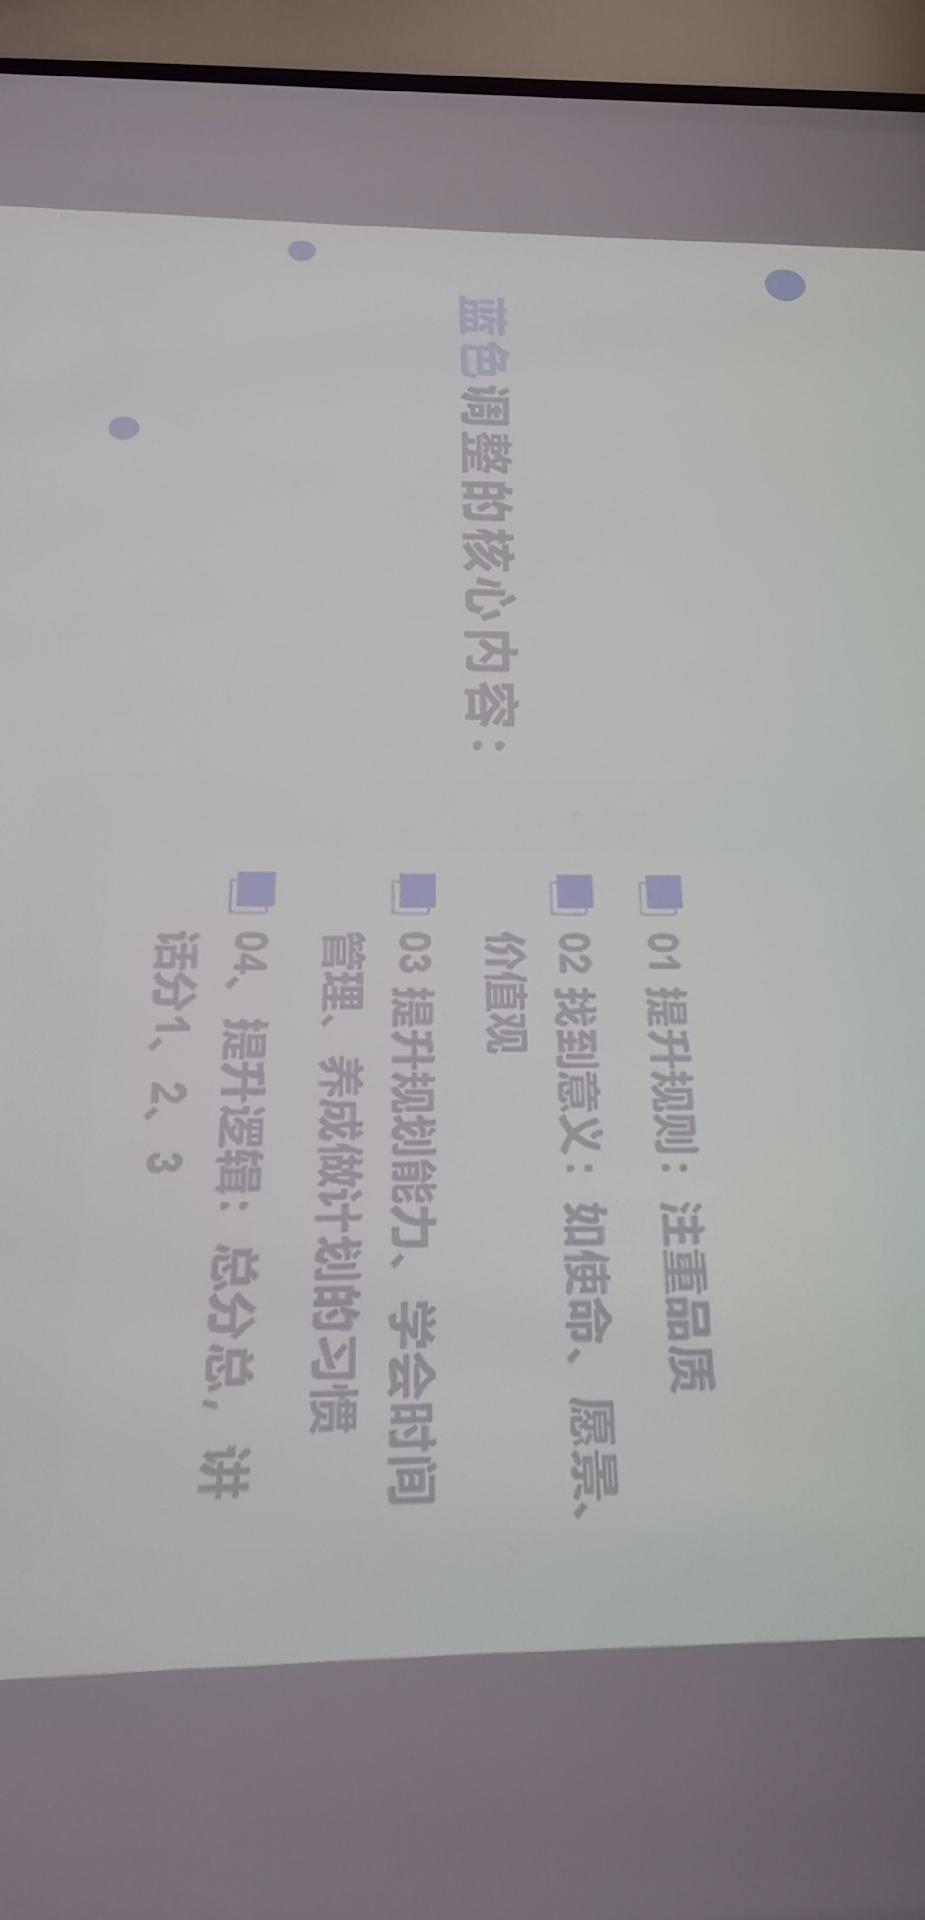 蓝色调整的核心内容：
01 提升规则：注重品质
02 找到意义：如使命、愿景、
价值观
03 提升规划能力、学会时间
管理、养成做计划的习惯
04、提升逻辑：总分总，讲
话分1、2、3